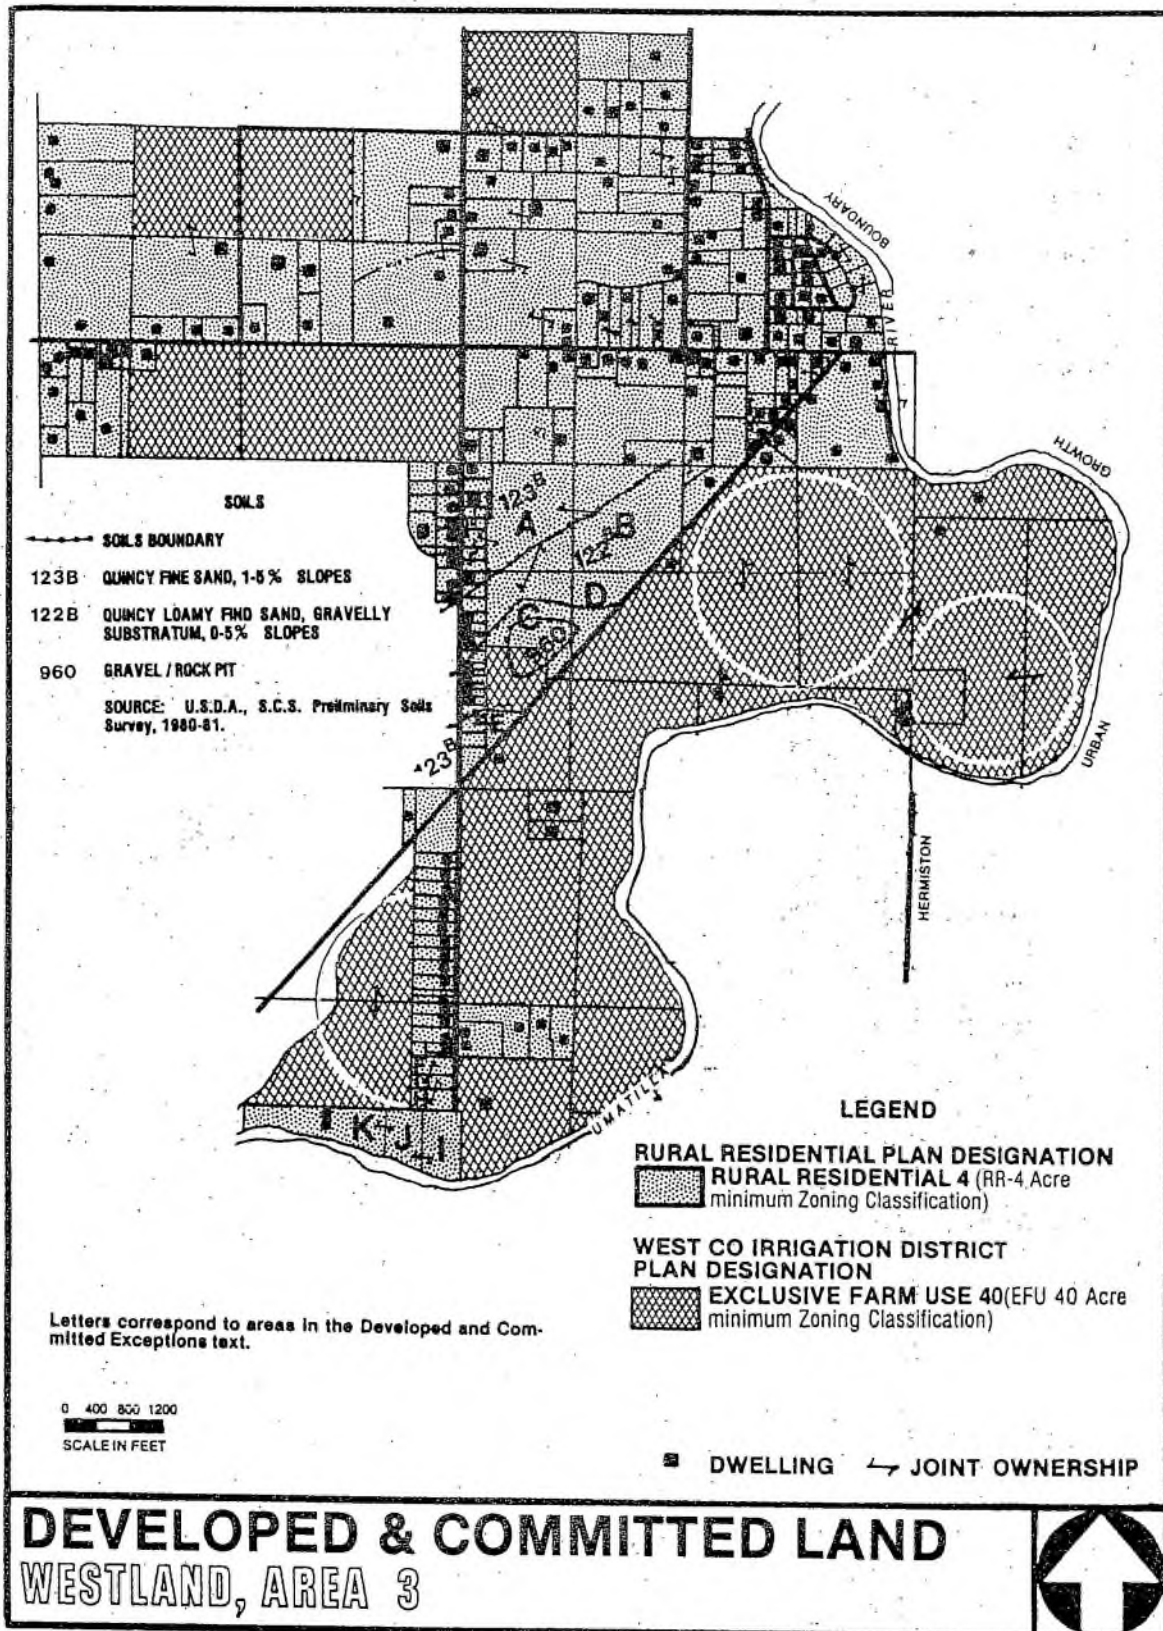 BOUNDARY
RIVER
GROWTH
123B
A
B
122B
D
C
960
E
123B
URBAN
HERMISTON
UMATILLA
K
J
I
SOILS
SOILS BOUNDARY
123B QUINCY FINE SAND, 1-5% SLOPES
122B QUINCY LOAMY FIND SAND, GRAVELLY
SUBSTRATUM, 0-5% SLOPES
960 GRAVEL / ROCK PIT
SOURCE: U.S.D.A., S.C.S. Preliminary Soils
Survey, 1980-81.
LEGEND
RURAL RESIDENTIAL PLAN DESIGNATION
RURAL RESIDENTIAL 4 (RR-4 Acre
minimum Zoning Classification)
WEST CO IRRIGATION DISTRICT
PLAN DESIGNATION
EXCLUSIVE FARM USE 40(EFU 40 Acre
minimum Zoning Classification)
Letters correspond to areas in the Developed and Com-
mitted Exceptions text.
0 400 800 1200
SCALE IN FEET
DWELLING JOINT OWNERSHIP
DEVELOPED & COMMITTED LAND
WESTLAND, AREA 3